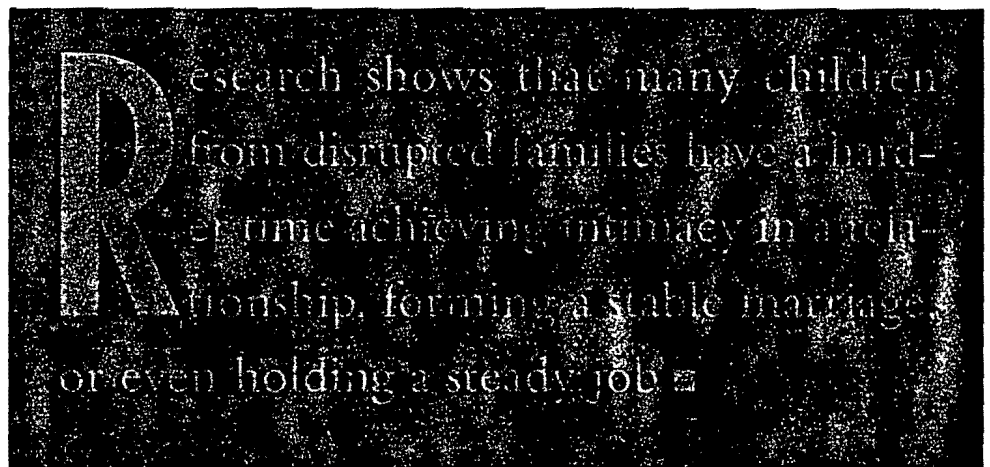 Research shows that many children
from disrupted families have a hard-
er time achieving intimacy in a rela-
tionship, forming a stable marriage,
or even holding a steady job